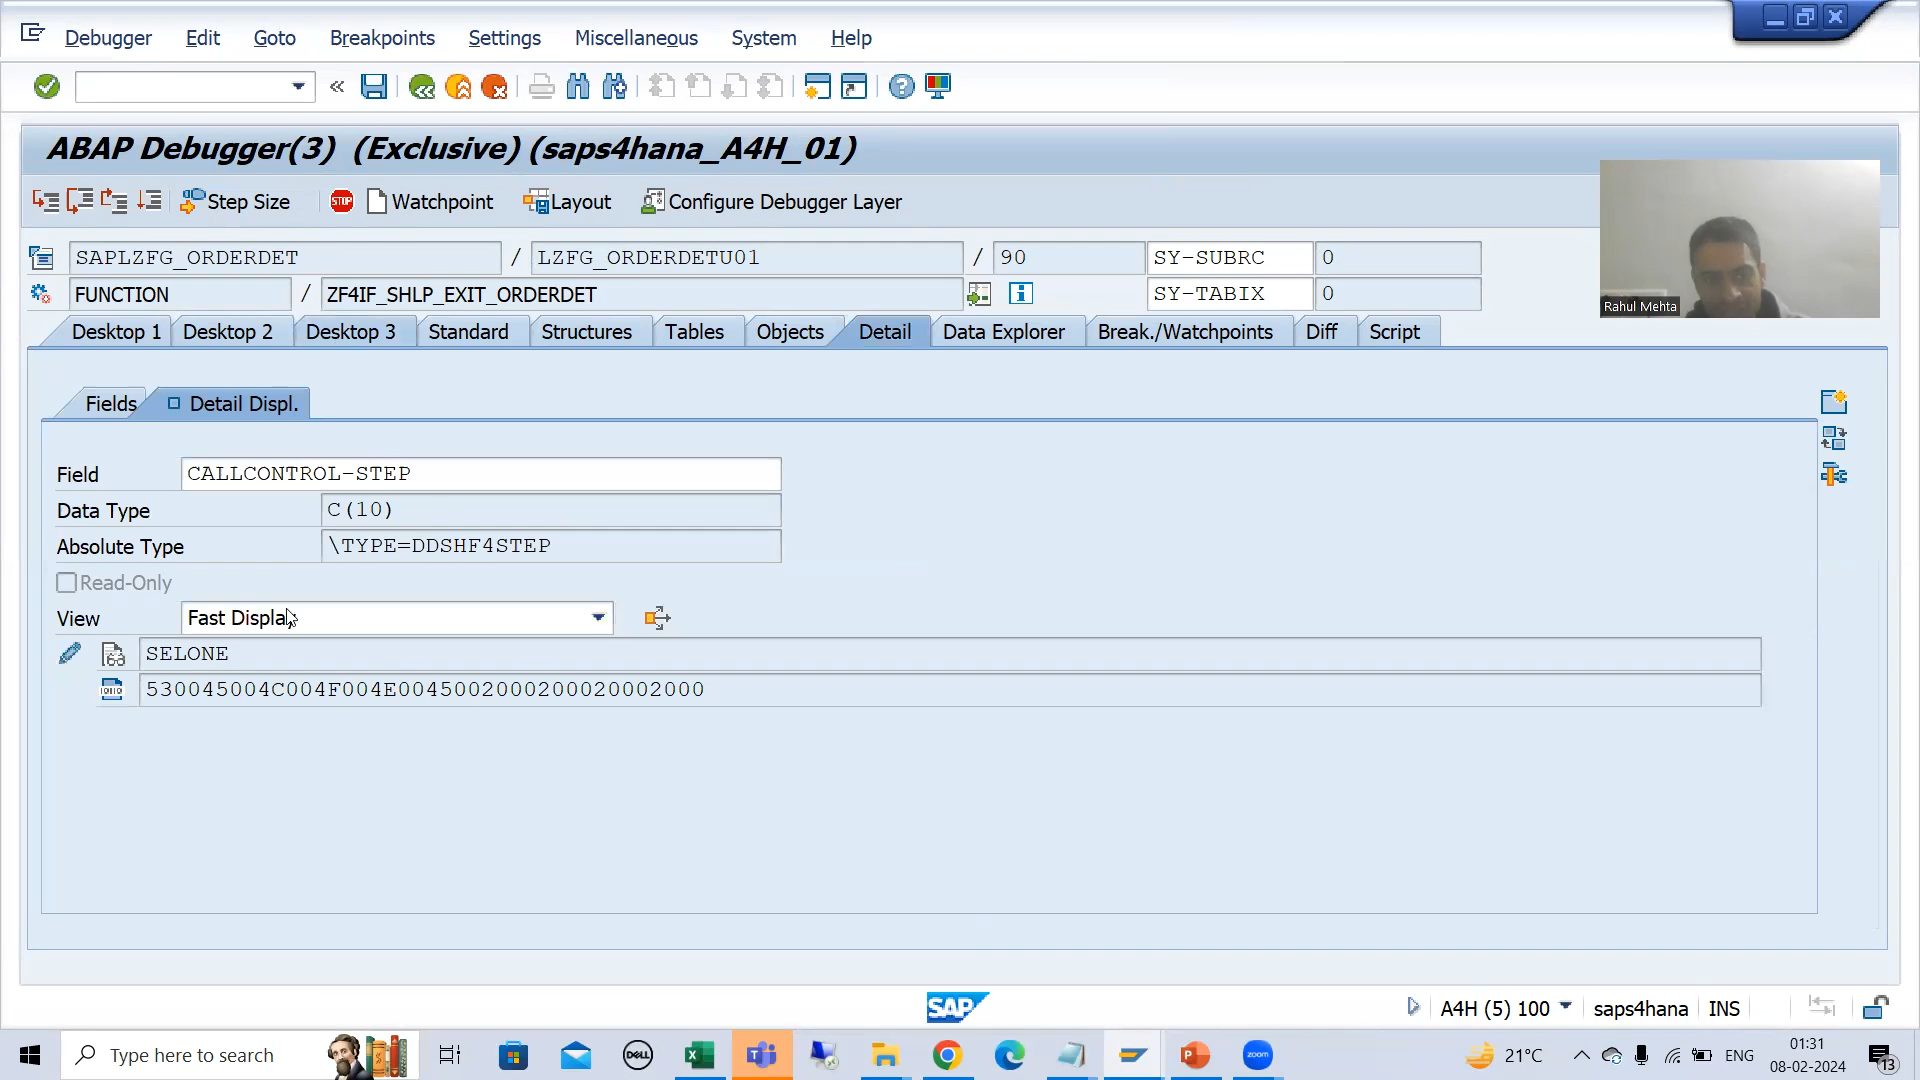 Debugger Edit Goto Breakpoints Settings Miscellaneous System Help
ABAP Debugger(3) (Exclusive) (saps4hana_A4H_01)
Step Size STOP Watchpoint Layout Configure Debugger Layer
SAPLZFG_ORDERDET / LZFG_ORDERDETU01 / 90 SY-SUBRC 0
FUNCTION / ZF4IF_SHLP_EXIT_ORDERDET SY-TABIX 0
Rahul Mehta
Desktop 1 Desktop 2 Desktop 3 Standard Structures Tables Objects Detail Data Explorer Break./Watchpoints Diff Script
Fields Detail Displ.
Field CALLCONTROL-STEP
Data Type C(10)
Absolute Type \TYPE=DDSHF4STEP
Read-Only
View Fast Display
SELONE
530045004C004F004E0045002000200020002000
SAP A4H (5) 100 saps4hana INS
Type here to search DELL zoom 21°C ENG 01:31
08-02-2024 13